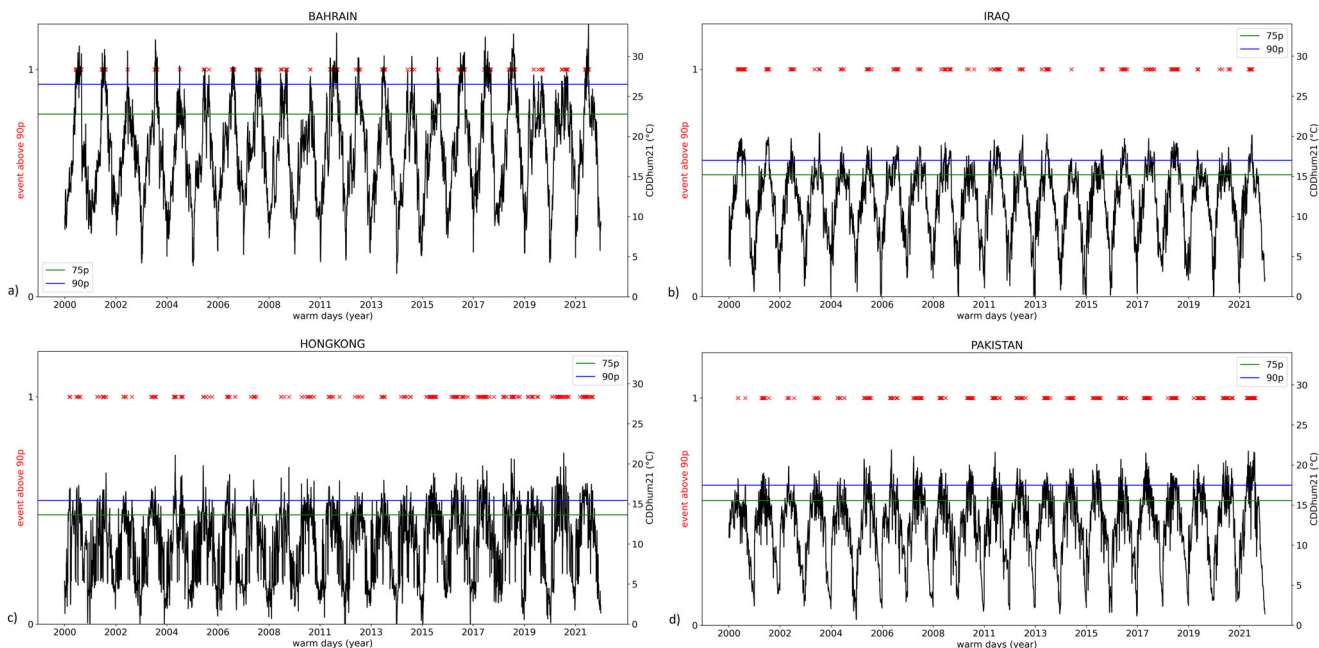 BAHRAIN
event above 90p
1
0
75p
90p
30
25
20
15
10
5
0
CDDhum21 (°C)
2000 2002 2004 2006 2008 2011 2013 2015 2017 2019 2021
warm days (year)
a)
IRAQ
event above 90p
1
0
75p
90p
30
25
20
15
10
5
0
CDDhum21 (°C)
2000 2002 2004 2006 2008 2011 2013 2015 2017 2019 2021
warm days (year)
b)
HONGKONG
event above 90p
1
0
75p
90p
30
25
20
15
10
5
0
CDDhum21 (°C)
2000 2002 2004 2006 2008 2011 2013 2015 2017 2019 2021
warm days (year)
c)
PAKISTAN
event above 90p
1
0
75p
90p
30
25
20
15
10
5
0
CDDhum21 (°C)
2000 2002 2004 2006 2008 2011 2013 2015 2017 2019 2021
warm days (year)
d)